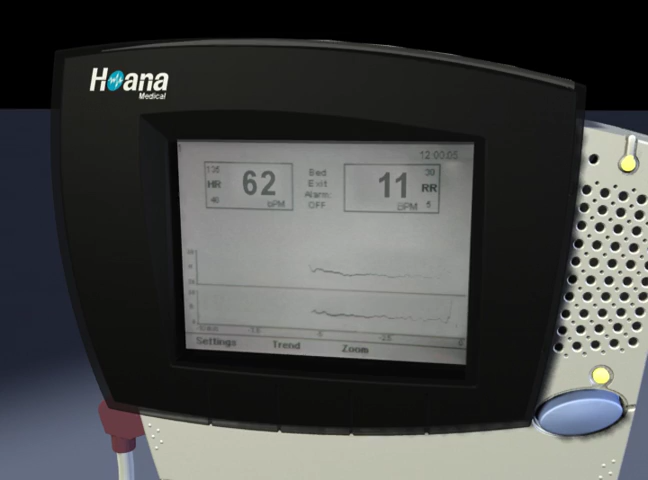 Hoana
Medical
12:00:05
135
HR
62
BPM
Bed
Exit
Alarm:
OFF
11
30
RR
BPM
5
Settings
Trend
Zoom